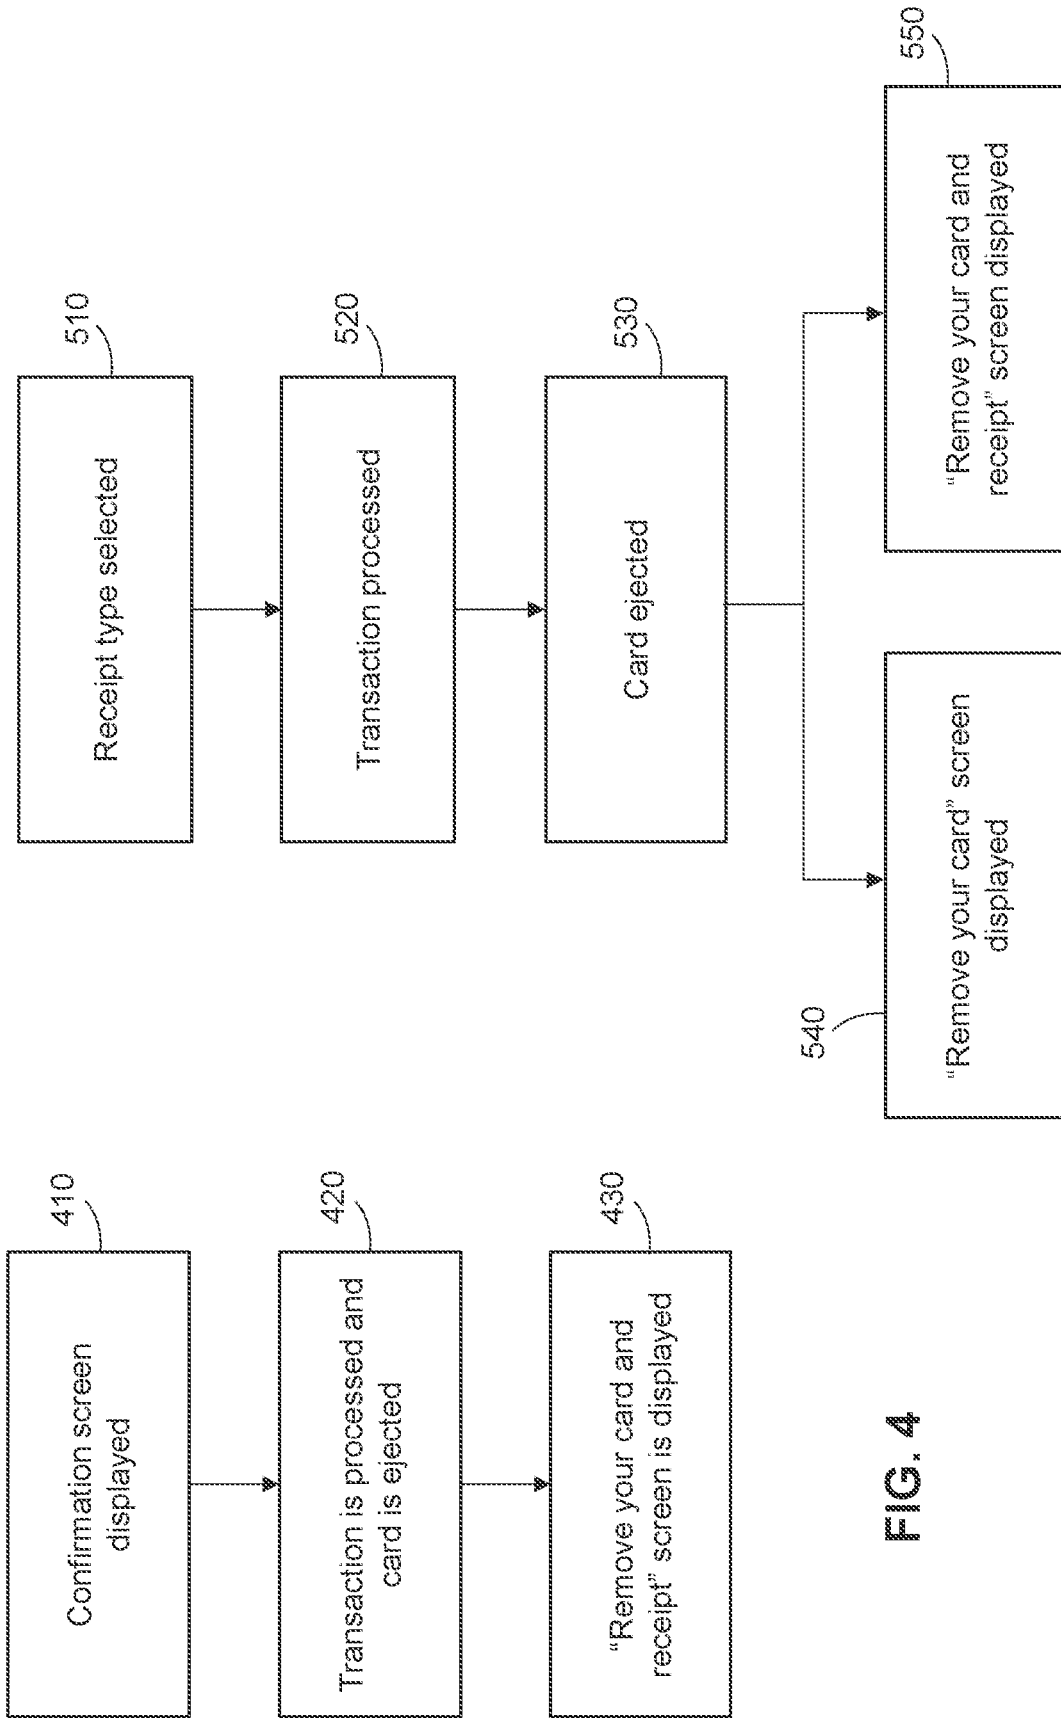 410
Confirmation screen
displayed
420
Transaction is processed and
card is ejected
430
“Remove your card and
receipt” screen is displayed
FIG. 4
510
Receipt type selected
520
Transaction processed
530
Card ejected
540
“Remove your card” screen
displayed
550
“Remove your card and
receipt” screen displayed